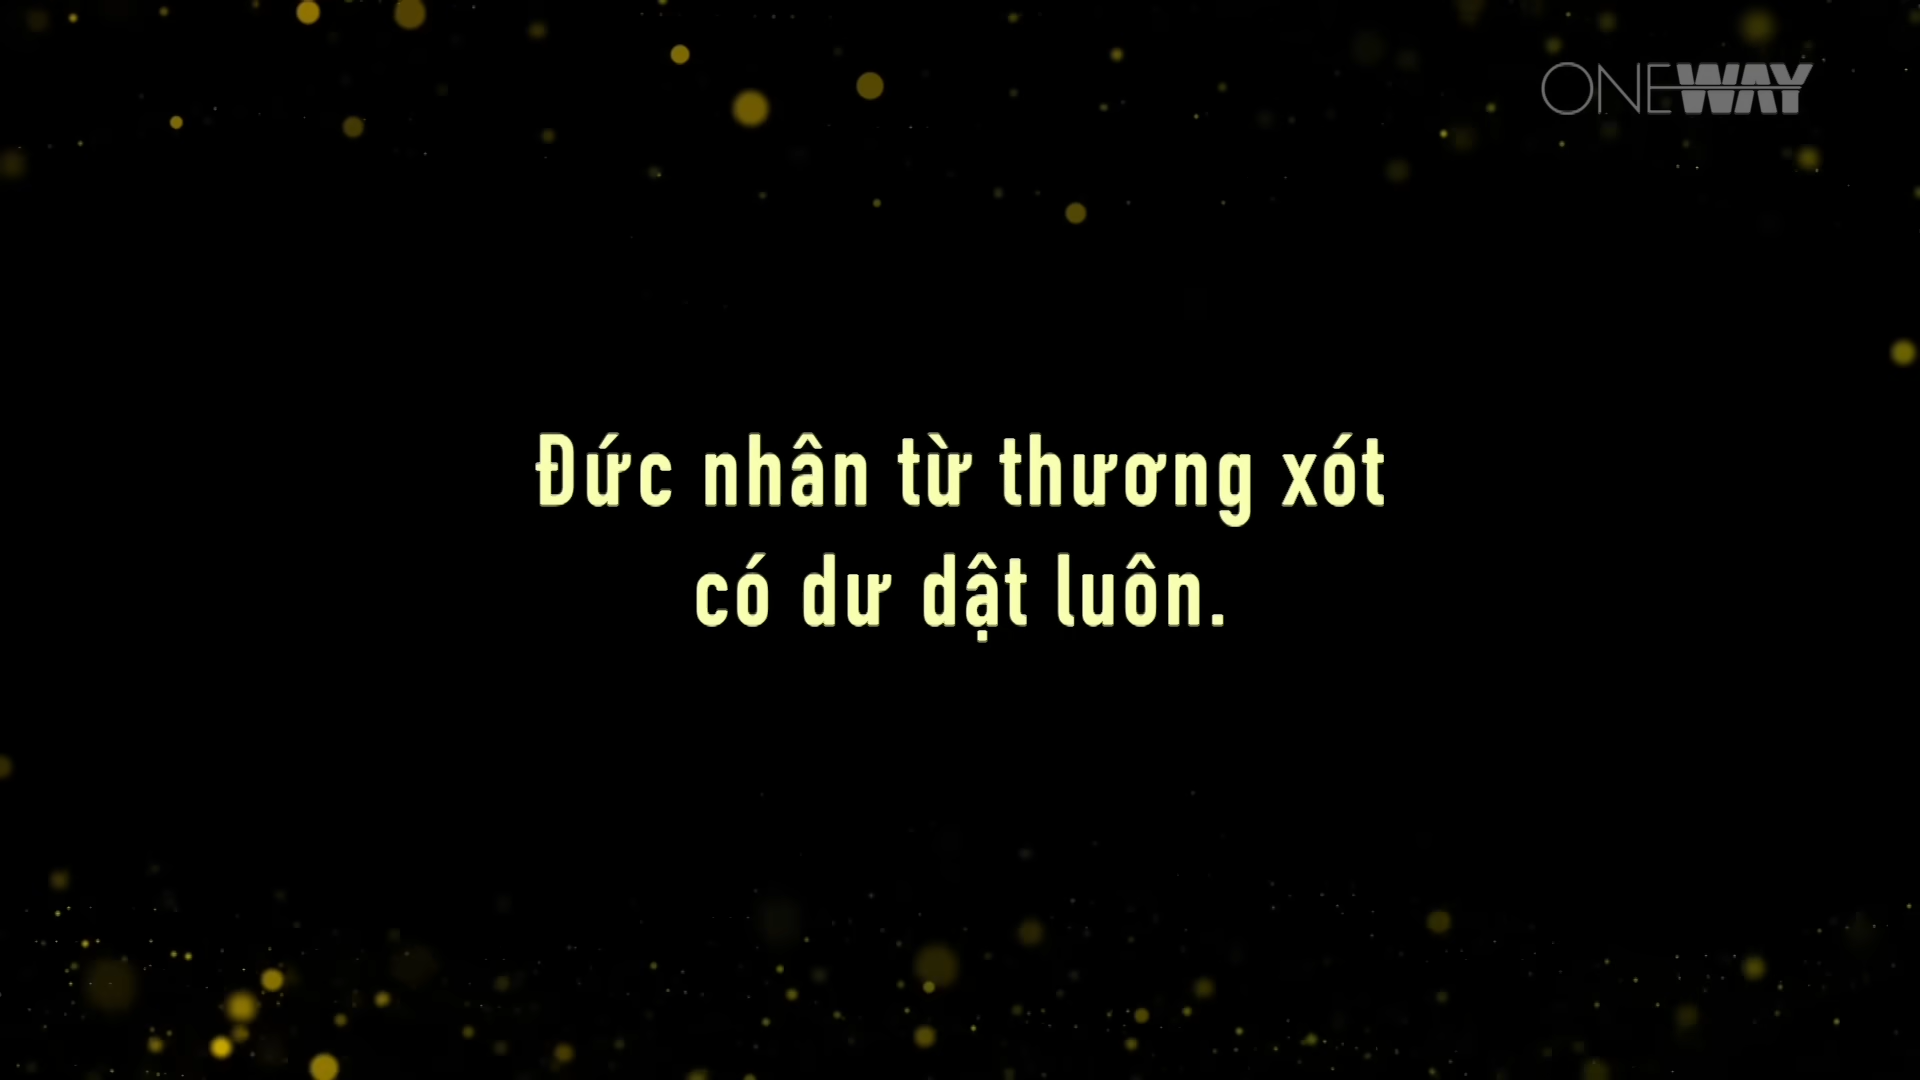 ONEWAY
Đức nhân từ thương xót
có dư dật luôn.